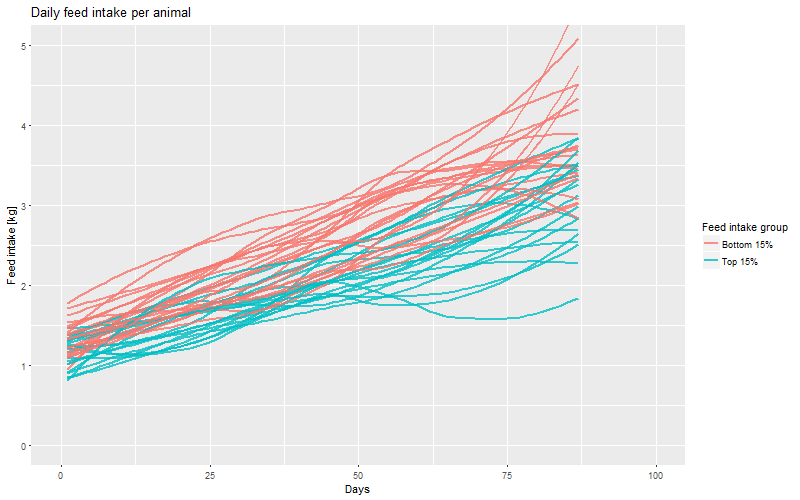 Daily feed intake per animal
Feed intake [kg]
5
4
3
2
1
0
0 25 50 75 100
Days
Feed intake group
Bottom 15%
Top 15%